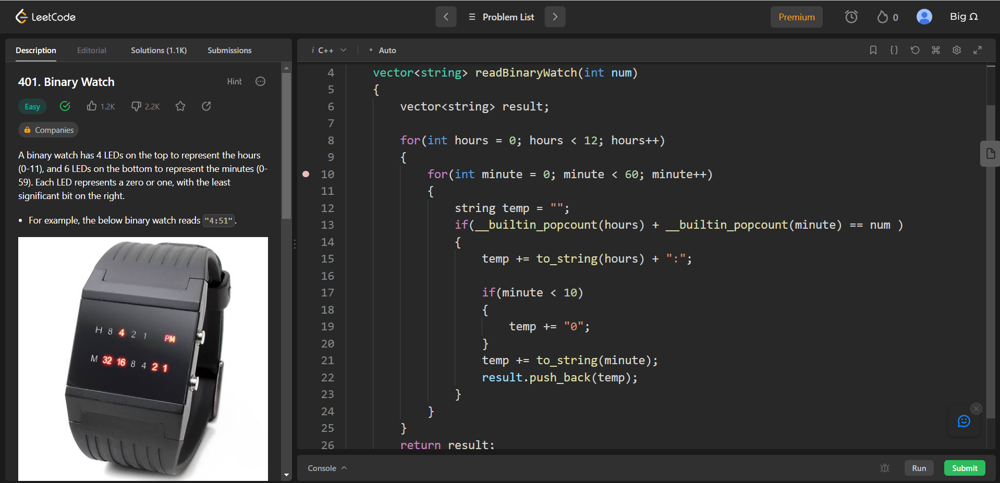 LeetCode
Problem List
Premium
0
Big Ω
Description Editorial Solutions (1.1K) Submissions
401. Binary Watch
Hint
Easy
1.2K
2.2K
Companies
A binary watch has 4 LEDs on the top to represent the hours
(0-11), and 6 LEDs on the bottom to represent the minutes (0-
59). Each LED represents a zero or one, with the least
significant bit on the right.
• For example, the below binary watch reads "4:51".
H 8 4 2 1 PM
M 32 16 8 4 2 1
i C++ • Auto
4 vector<string> readBinaryWatch(int num)
5 {
6 vector<string> result;
7
8 for(int hours = 0; hours < 12; hours++)
9 {
10 for(int minute = 0; minute < 60; minute++)
11 {
12 string temp = "";
13 if(__builtin_popcount(hours) + __builtin_popcount(minute) == num )
14 {
15 temp += to_string(hours) + ":";
16
17 if(minute < 10)
18 {
19 temp += "0";
20 }
21 temp += to_string(minute);
22 result.push_back(temp);
23 }
24 }
25 }
26 return result;
Console
Run
Submit